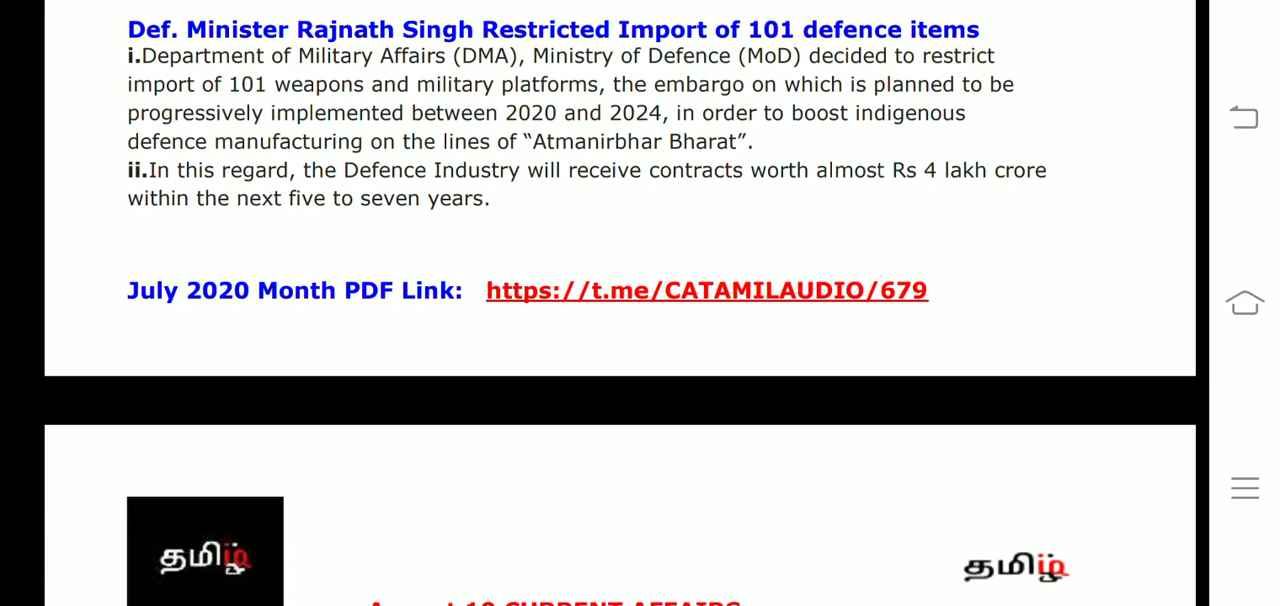 Def. Minister Rajnath Singh Restricted Import of 101 defence items
i.Department of Military Affairs (DMA), Ministry of Defence (MoD) decided to restrict
import of 101 weapons and military platforms, the embargo on which is planned to be
progressively implemented between 2020 and 2024, in order to boost indigenous
defence manufacturing on the lines of “Atmanirbhar Bharat”.
ii.In this regard, the Defence Industry will receive contracts worth almost Rs 4 lakh crore
within the next five to seven years.
July 2020 Month PDF Link: https://t.me/CATAMILAUDIO/679
தமிழ்
தமிழ்
CURRENT AFFAIRS